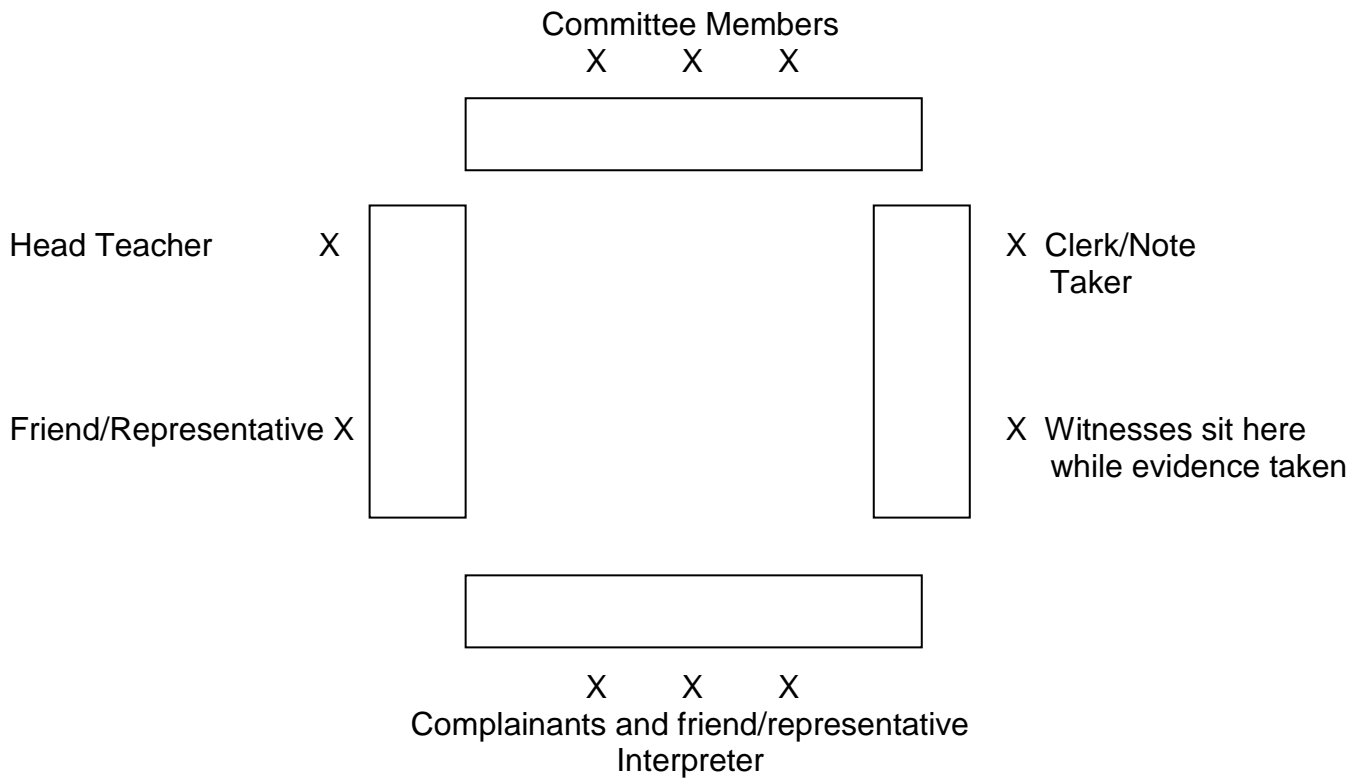 Committee Members
X X X
Head Teacher X
X Clerk/Note
Taker
Friend/Representative X
X Witnesses sit here
while evidence taken
X X X
Complainants and friend/representative
Interpreter